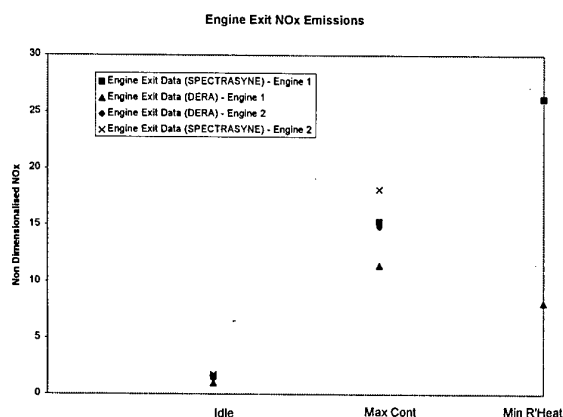 Engine Exit NOx Emissions
30
25
20
15
10
5
0
Non Dimensionalised NOx
Engine Exit Data (SPECTRASYNE) - Engine 1
Engine Exit Data (DERA) - Engine 1
Engine Exit Data (DERA) - Engine 2
Engine Exit Data (SPECTRASYNE) - Engine 2
Idle
Max Cont
Min R'Heat